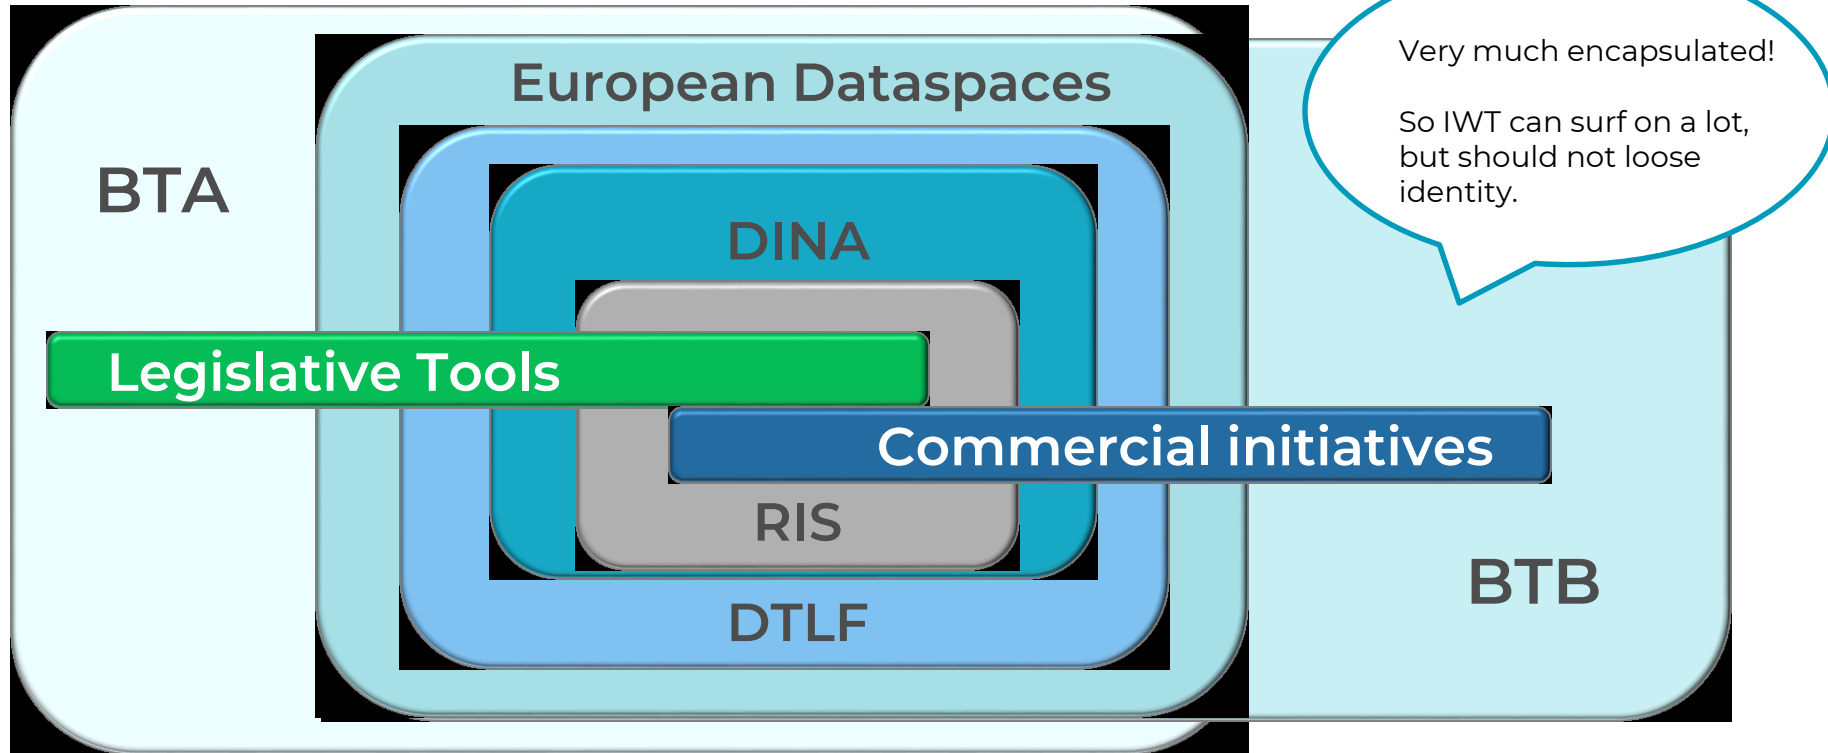 European Dataspaces
BTA
DINA
Legislative Tools
Commercial initiatives
RIS
DTLF
BTB
Very much encapsulated!
So IWT can surf on a lot,
but should not loose
identity.